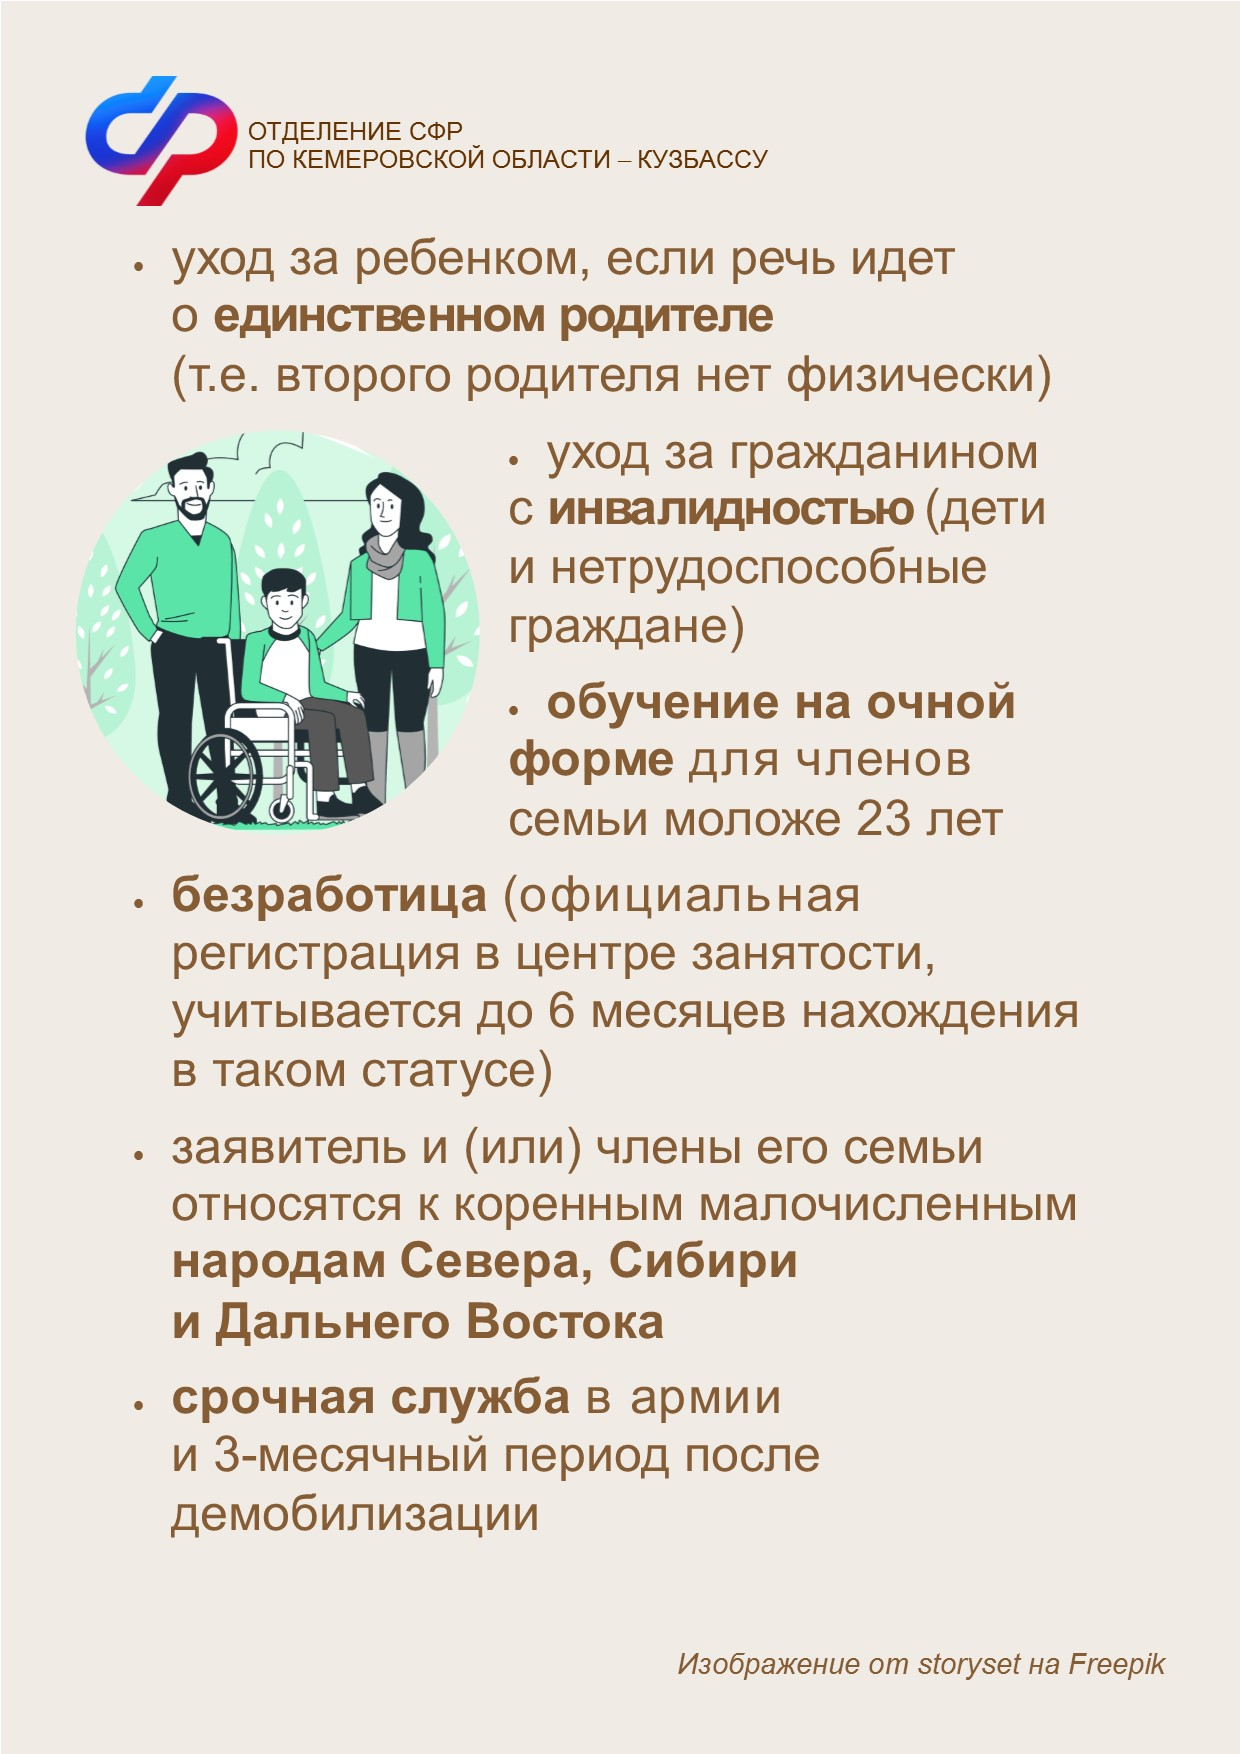 ОТДЕЛЕНИЕ СФР
ПО КЕМЕРОВСКОЙ ОБЛАСТИ – КУЗБАССУ
• уход за ребенком, если речь идет
о единственном родителе
(т.е. второго родителя нет физически)
• уход за гражданином
с инвалидностью (дети
и нетрудоспособные
граждане)
• обучение на очной
форме для членов
семьи моложе 23 лет
• безработица (официальная
регистрация в центре занятости,
учитывается до 6 месяцев нахождения
в таком статусе)
• заявитель и (или) члены его семьи
относятся к коренным малочисленным
народам Севера, Сибири
и Дальнего Востока
• срочная служба в армии
и 3-месячный период после
демобилизации
Изображение от storyset на Freepik